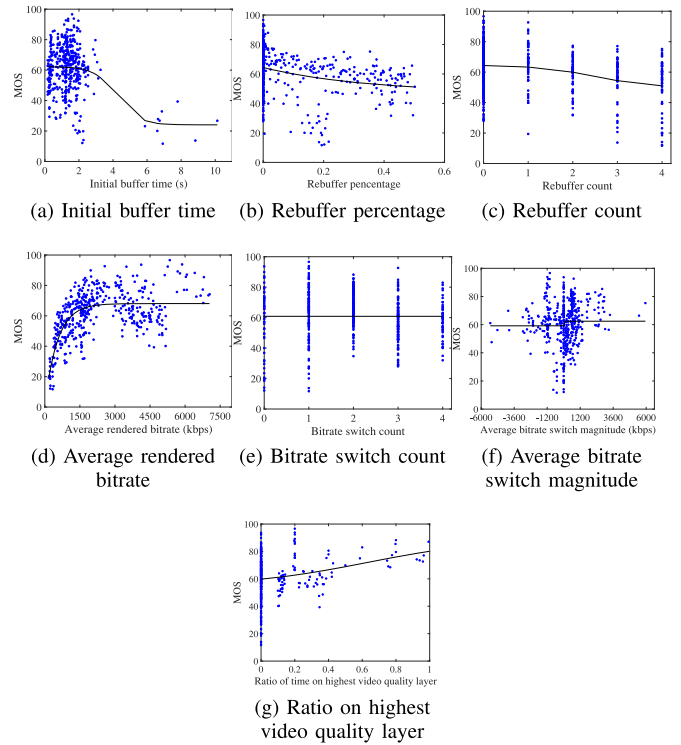 100
80
60
40
20
0
MOS
0 2 4 6 8 10
Initial buffer time (s)
(a) Initial buffer time
100
80
60
40
20
0
MOS
0 0.2 0.4 0.6
Rebuffer percentage
(b) Rebuffer percentage
100
80
60
40
20
0
MOS
0 1 2 3 4
Rebuffer count
(c) Rebuffer count
100
80
60
40
20
0
MOS
0 1500 3000 4500 6000 7500
Average rendered bitrate (kbps)
(d) Average rendered
bitrate
100
80
60
40
20
0
MOS
0 1 2 3 4
Bitrate switch count
(e) Bitrate switch count
100
80
60
40
20
0
MOS
-6000 -3600 -1200 1200 3600 6000
Average bitrate switch magnitude (kbps)
(f) Average bitrate
switch magnitude
100
80
60
40
20
0
MOS
0 0.2 0.4 0.6 0.8 1
Ratio of time on highest video quality layer
(g) Ratio on highest
video quality layer